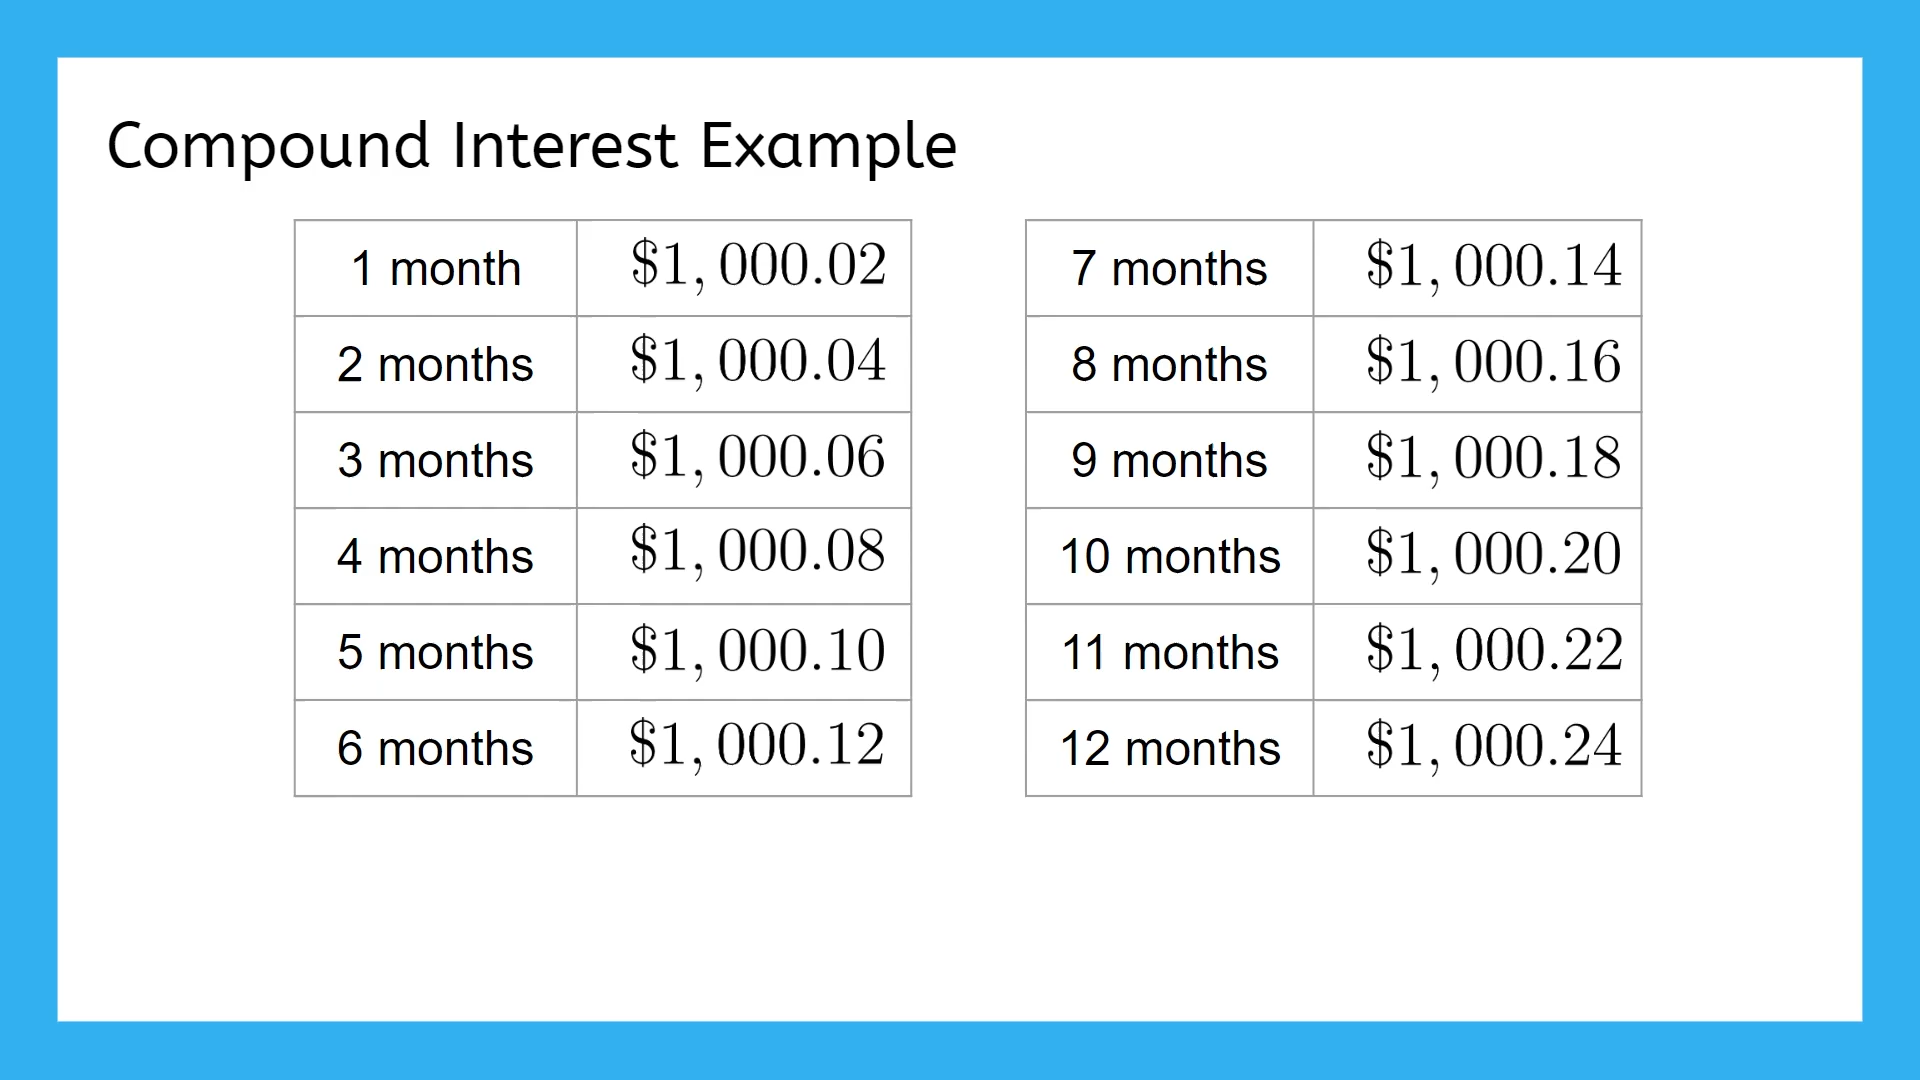 Compound Interest Example
1 month $1,000.02
2 months $1,000.04
3 months $1,000.06
4 months $1,000.08
5 months $1,000.10
6 months $1,000.12
7 months $1,000.14
8 months $1,000.16
9 months $1,000.18
10 months $1,000.20
11 months $1,000.22
12 months $1,000.24